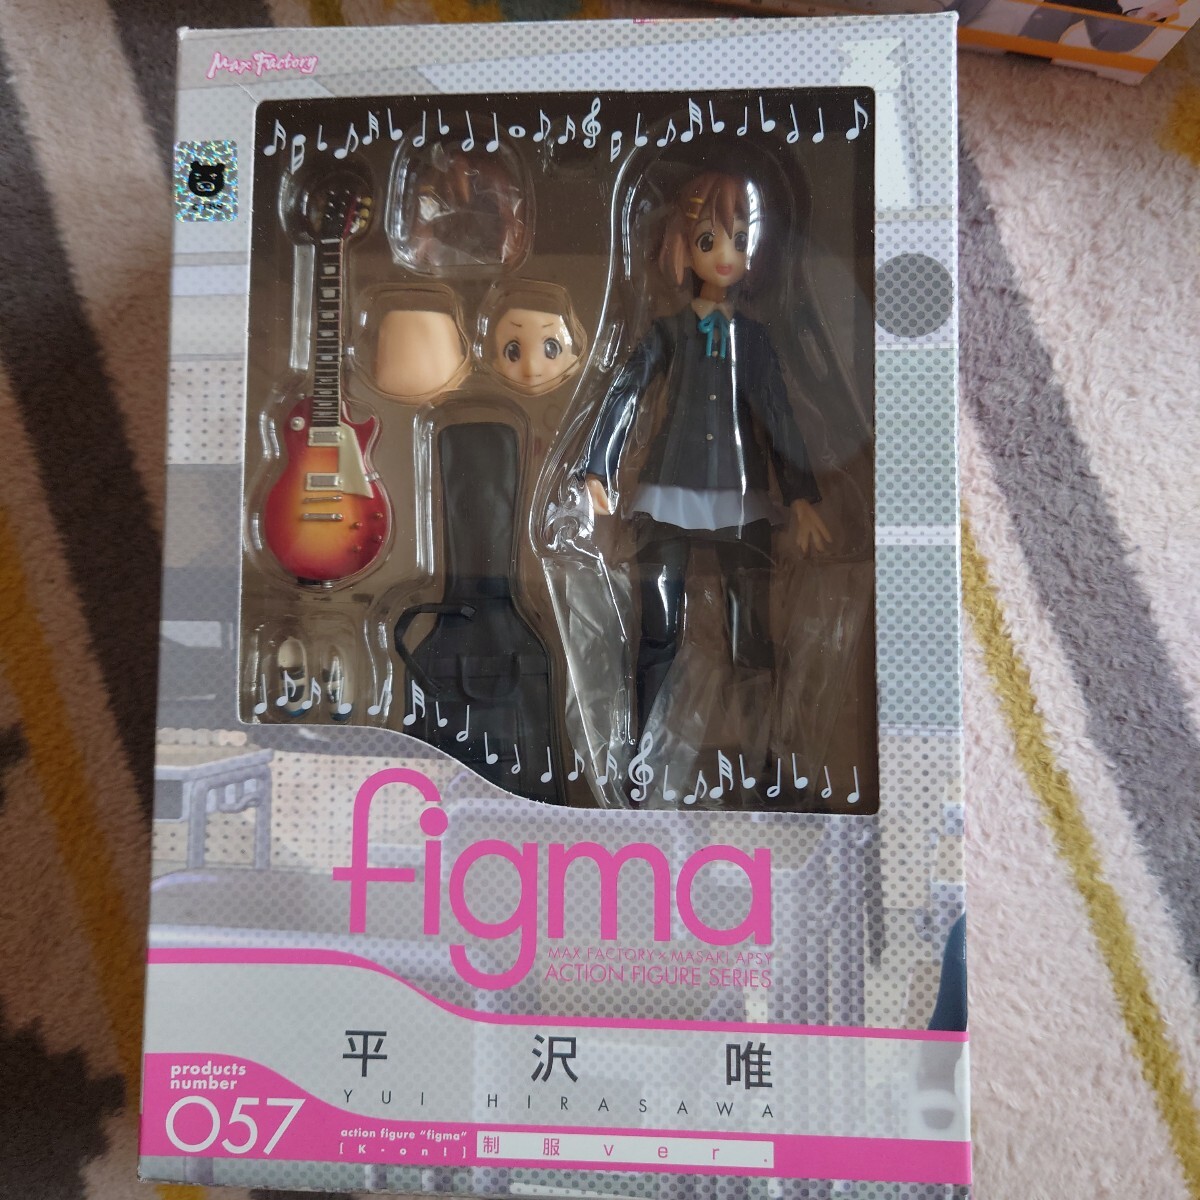 Max Factory
figma
MAX FACTORY × MASAKI APSY
ACTION FIGURE SERIES
平沢唯
YUI HIRASAWA
products
number
057
action figure "figma"
[K-on!]
制服ver.